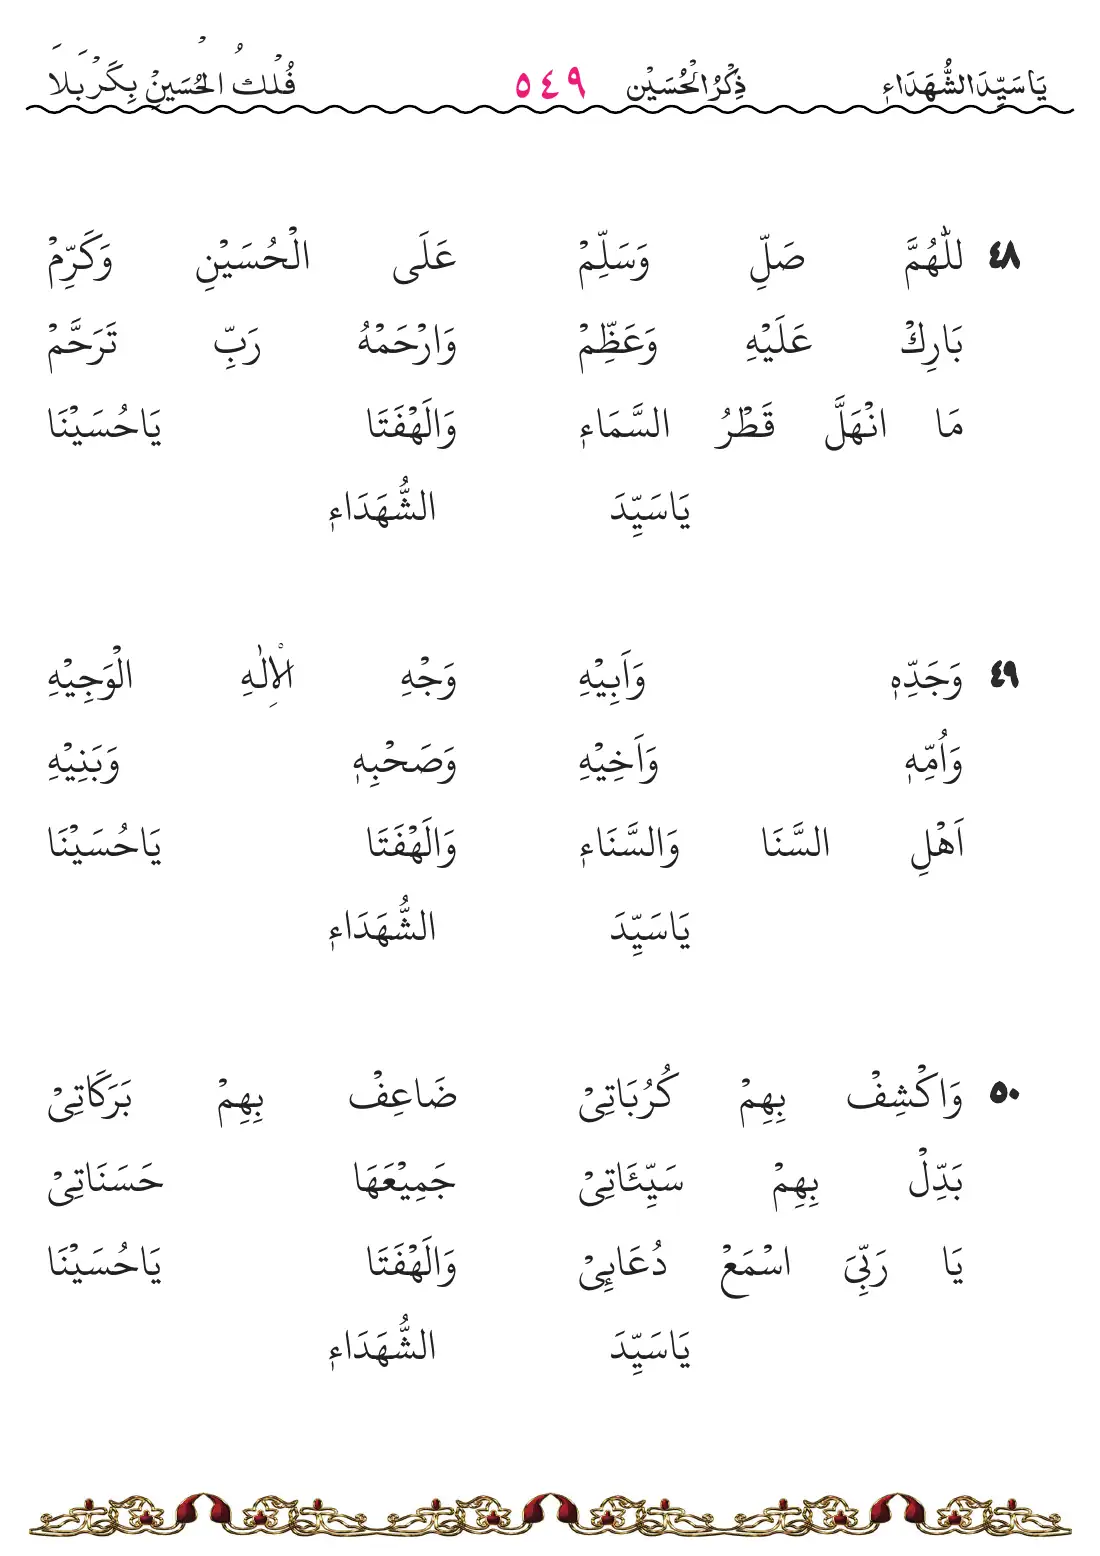 يَاسَيِّدَالشُّهَدَاءِ ذِكْرُالْحُسَيْن ٥٤٩ فُلْكُ الْحُسَيْنِ بِكَرْبَلاَ
٤٨ للّٰهُمَّ صَلِّ وَسَلِّمْ عَلَى الْحُسَيْنِ وَكَرِّمْ
بَارِكْ عَلَيْهِ وَعَظِّمْ وَارْحَمْهُ رَبِّ تَرَحَّمْ
مَا انْهَلَّ قَطْرُ السَّمَاءِ وَالَهْفَتَا يَاحُسَيْنَا
يَاسَيِّدَ الشُّهَدَاءِ
٤٩ وَجَدِّهٖ وَاَبِيْهِ وَجْهِ الْاِلٰهِ الْوَجِيْهِ
وَاُمِّهٖ وَاَخِيْهِ وَصَحْبِهٖ وَبَنِيْهِ
اَهْلِ السَّنَا وَالسَّنَاءِ وَالَهْفَتَا يَاحُسَيْنَا
يَاسَيِّدَ الشُّهَدَاءِ
٥٠ وَاكْشِفْ بِهِمْ كُرُبَاتِيْ ضَاعِفْ بِهِمْ بَرَكَاتِيْ
بَدِّلْ بِهِمْ سَيِّئَاتِيْ جَمِيْعَهَا حَسَنَاتِيْ
يَا رَبِّيَ اسْمَعْ دُعَائِيْ وَالَهْفَتَا يَاحُسَيْنَا
يَاسَيِّدَ الشُّهَدَاءِ